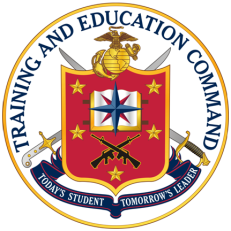 TRAINING AND EDUCATION COMMAND
TODAY'S STUDENT TOMORROW'S LEADER